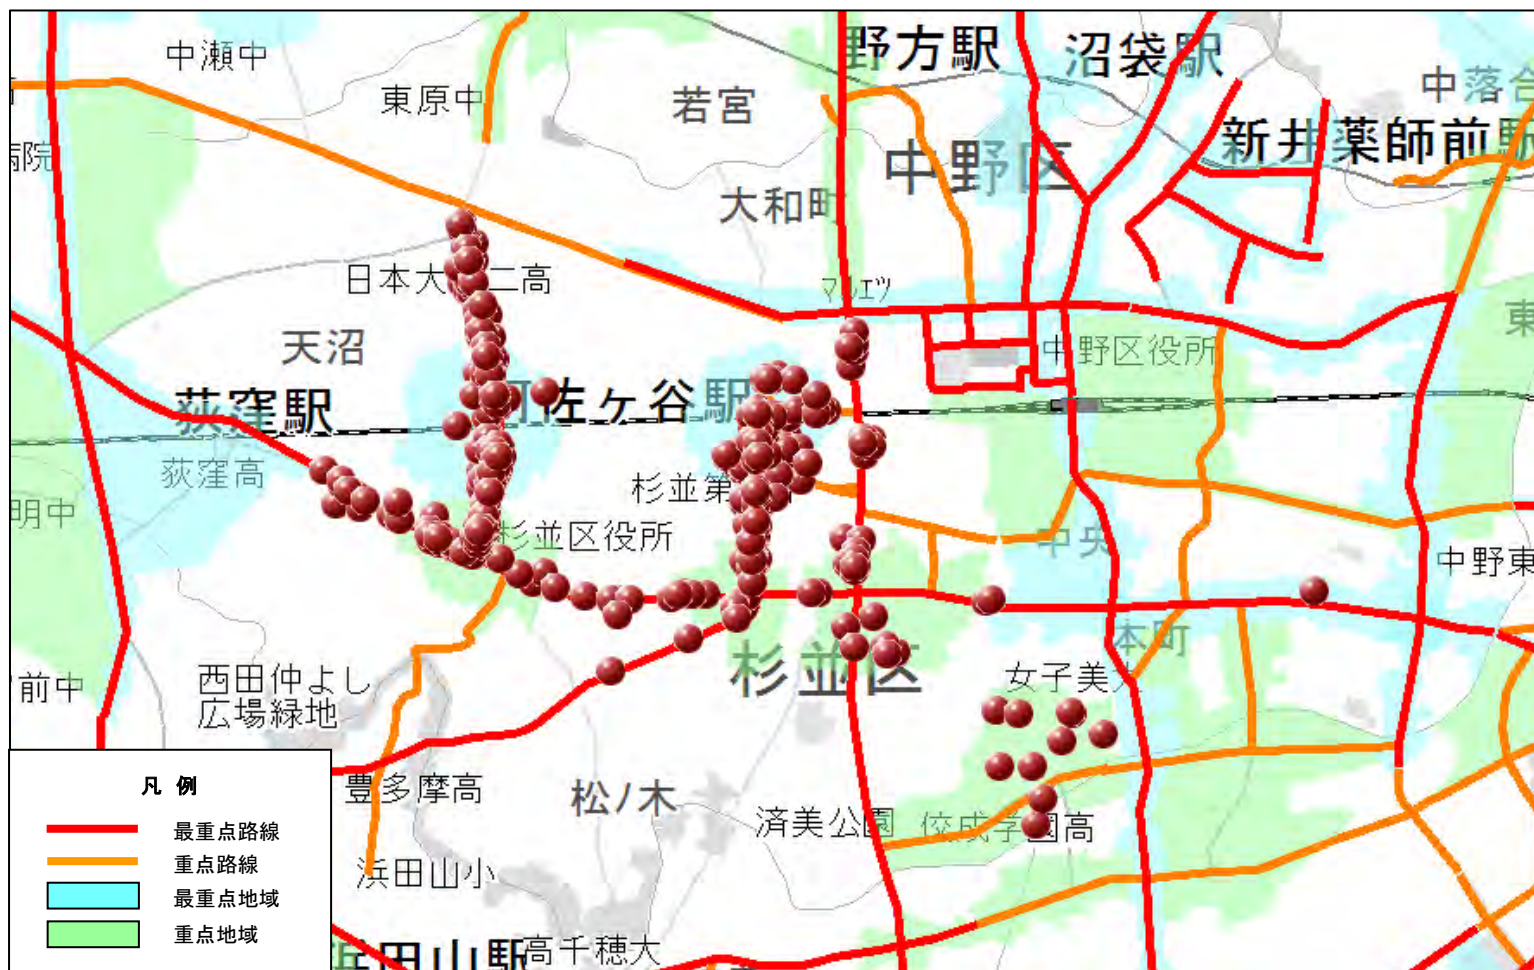 野方駅
沼袋駅
中瀬中
東原中
若宮
中落合
新井薬師前駅
病院
中野区
大和町
日本大 二高
マルエツ
天沼
中野区役所
東
荻窪駅
阿佐ヶ谷駅
荻窪高
杉並第
明中
杉並区役所
中央
中野東
本町
杉並区
女子美大
西田仲よし
広場緑地
前中
凡 例
最重点路線
重点路線
最重点地域
重点地域
豊多摩高
松ノ木
済美公園
佼成学園高
浜田山小
浜田山駅
高千穂大